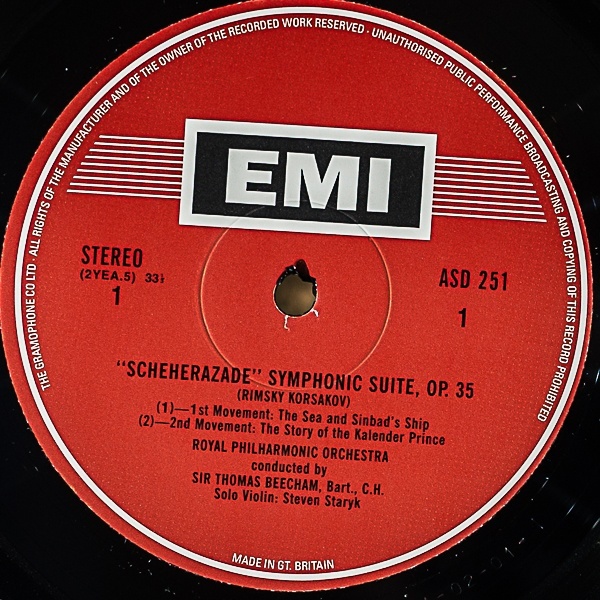 THE GRAMOPHONE CO LTD · ALL RIGHTS OF THE MANUFACTURER AND OF THE OWNER OF THE RECORDED WORK RESERVED · UNAUTHORISED PUBLIC PERFORMANCE BROADCASTING AND COPYING OF THIS RECORD PROHIBITED
EMI
STEREO
(2YEA.5) 33⅓
1
ASD 251
1
"SCHEHERAZADE" SYMPHONIC SUITE, OP. 35
(RIMSKY KORSAKOV)
(1)—1st Movement: The Sea and Sinbad's Ship
(2)—2nd Movement: The Story of the Kalender Prince
ROYAL PHILHARMONIC ORCHESTRA
conducted by
SIR THOMAS BEECHAM, Bart., C.H.
Solo Violin: Steven Staryk
MADE IN GT. BRITAIN